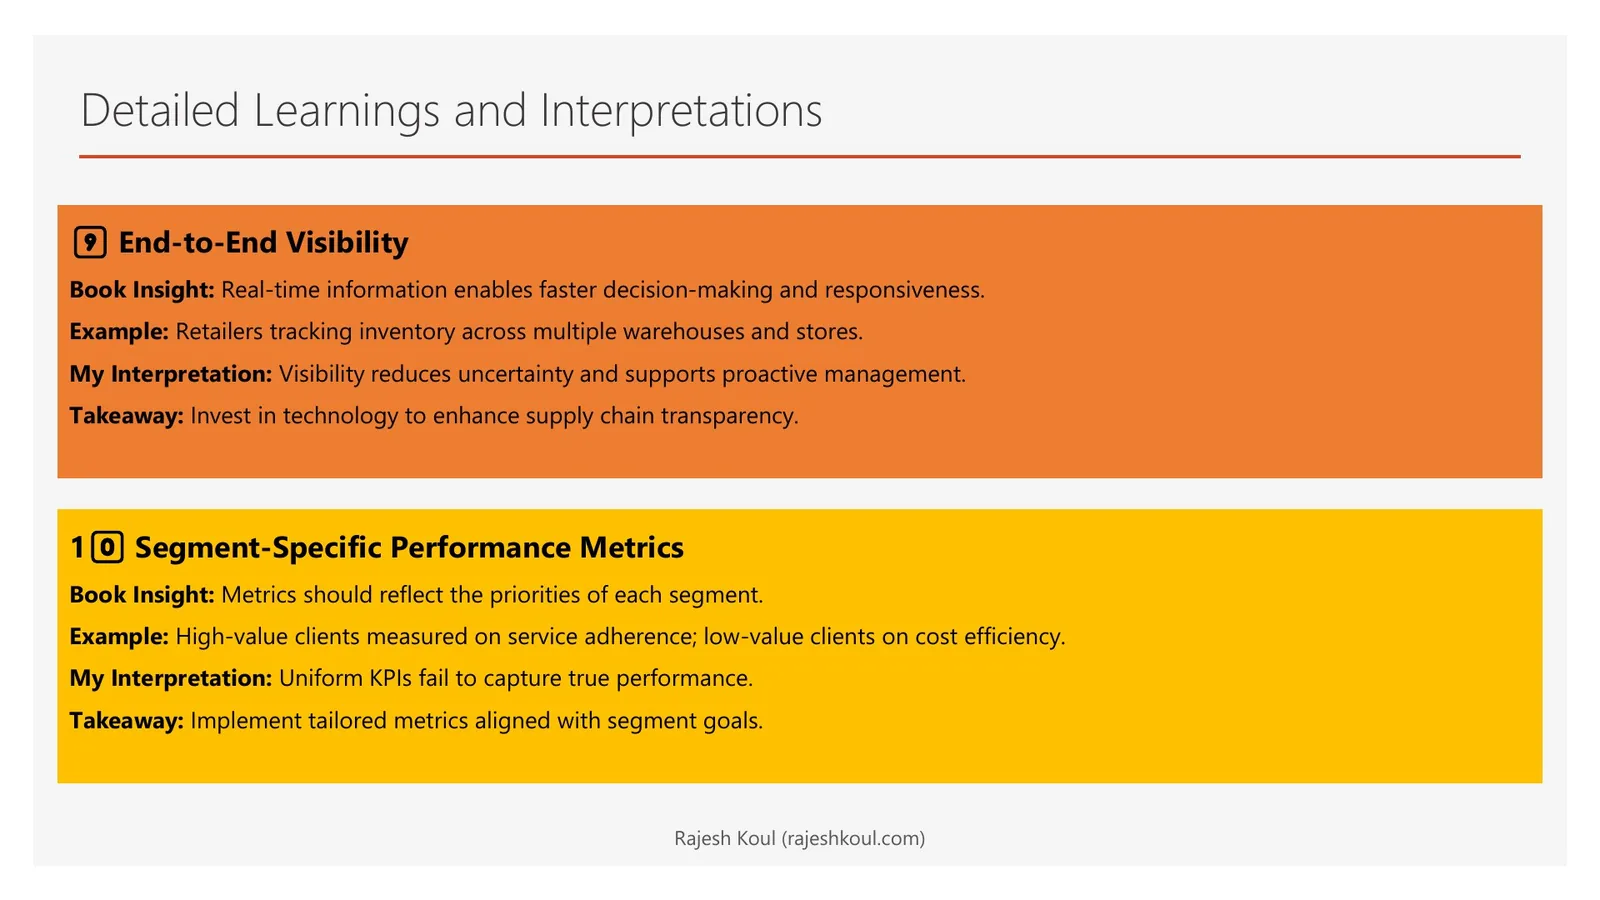 Detailed Learnings and Interpretations
9️⃣ End-to-End Visibility
Book Insight: Real-time information enables faster decision-making and responsiveness.
Example: Retailers tracking inventory across multiple warehouses and stores.
My Interpretation: Visibility reduces uncertainty and supports proactive management.
Takeaway: Invest in technology to enhance supply chain transparency.
10️⃣ Segment-Specific Performance Metrics
Book Insight: Metrics should reflect the priorities of each segment.
Example: High-value clients measured on service adherence; low-value clients on cost efficiency.
My Interpretation: Uniform KPIs fail to capture true performance.
Takeaway: Implement tailored metrics aligned with segment goals.
Rajesh Koul (rajeshkoul.com)